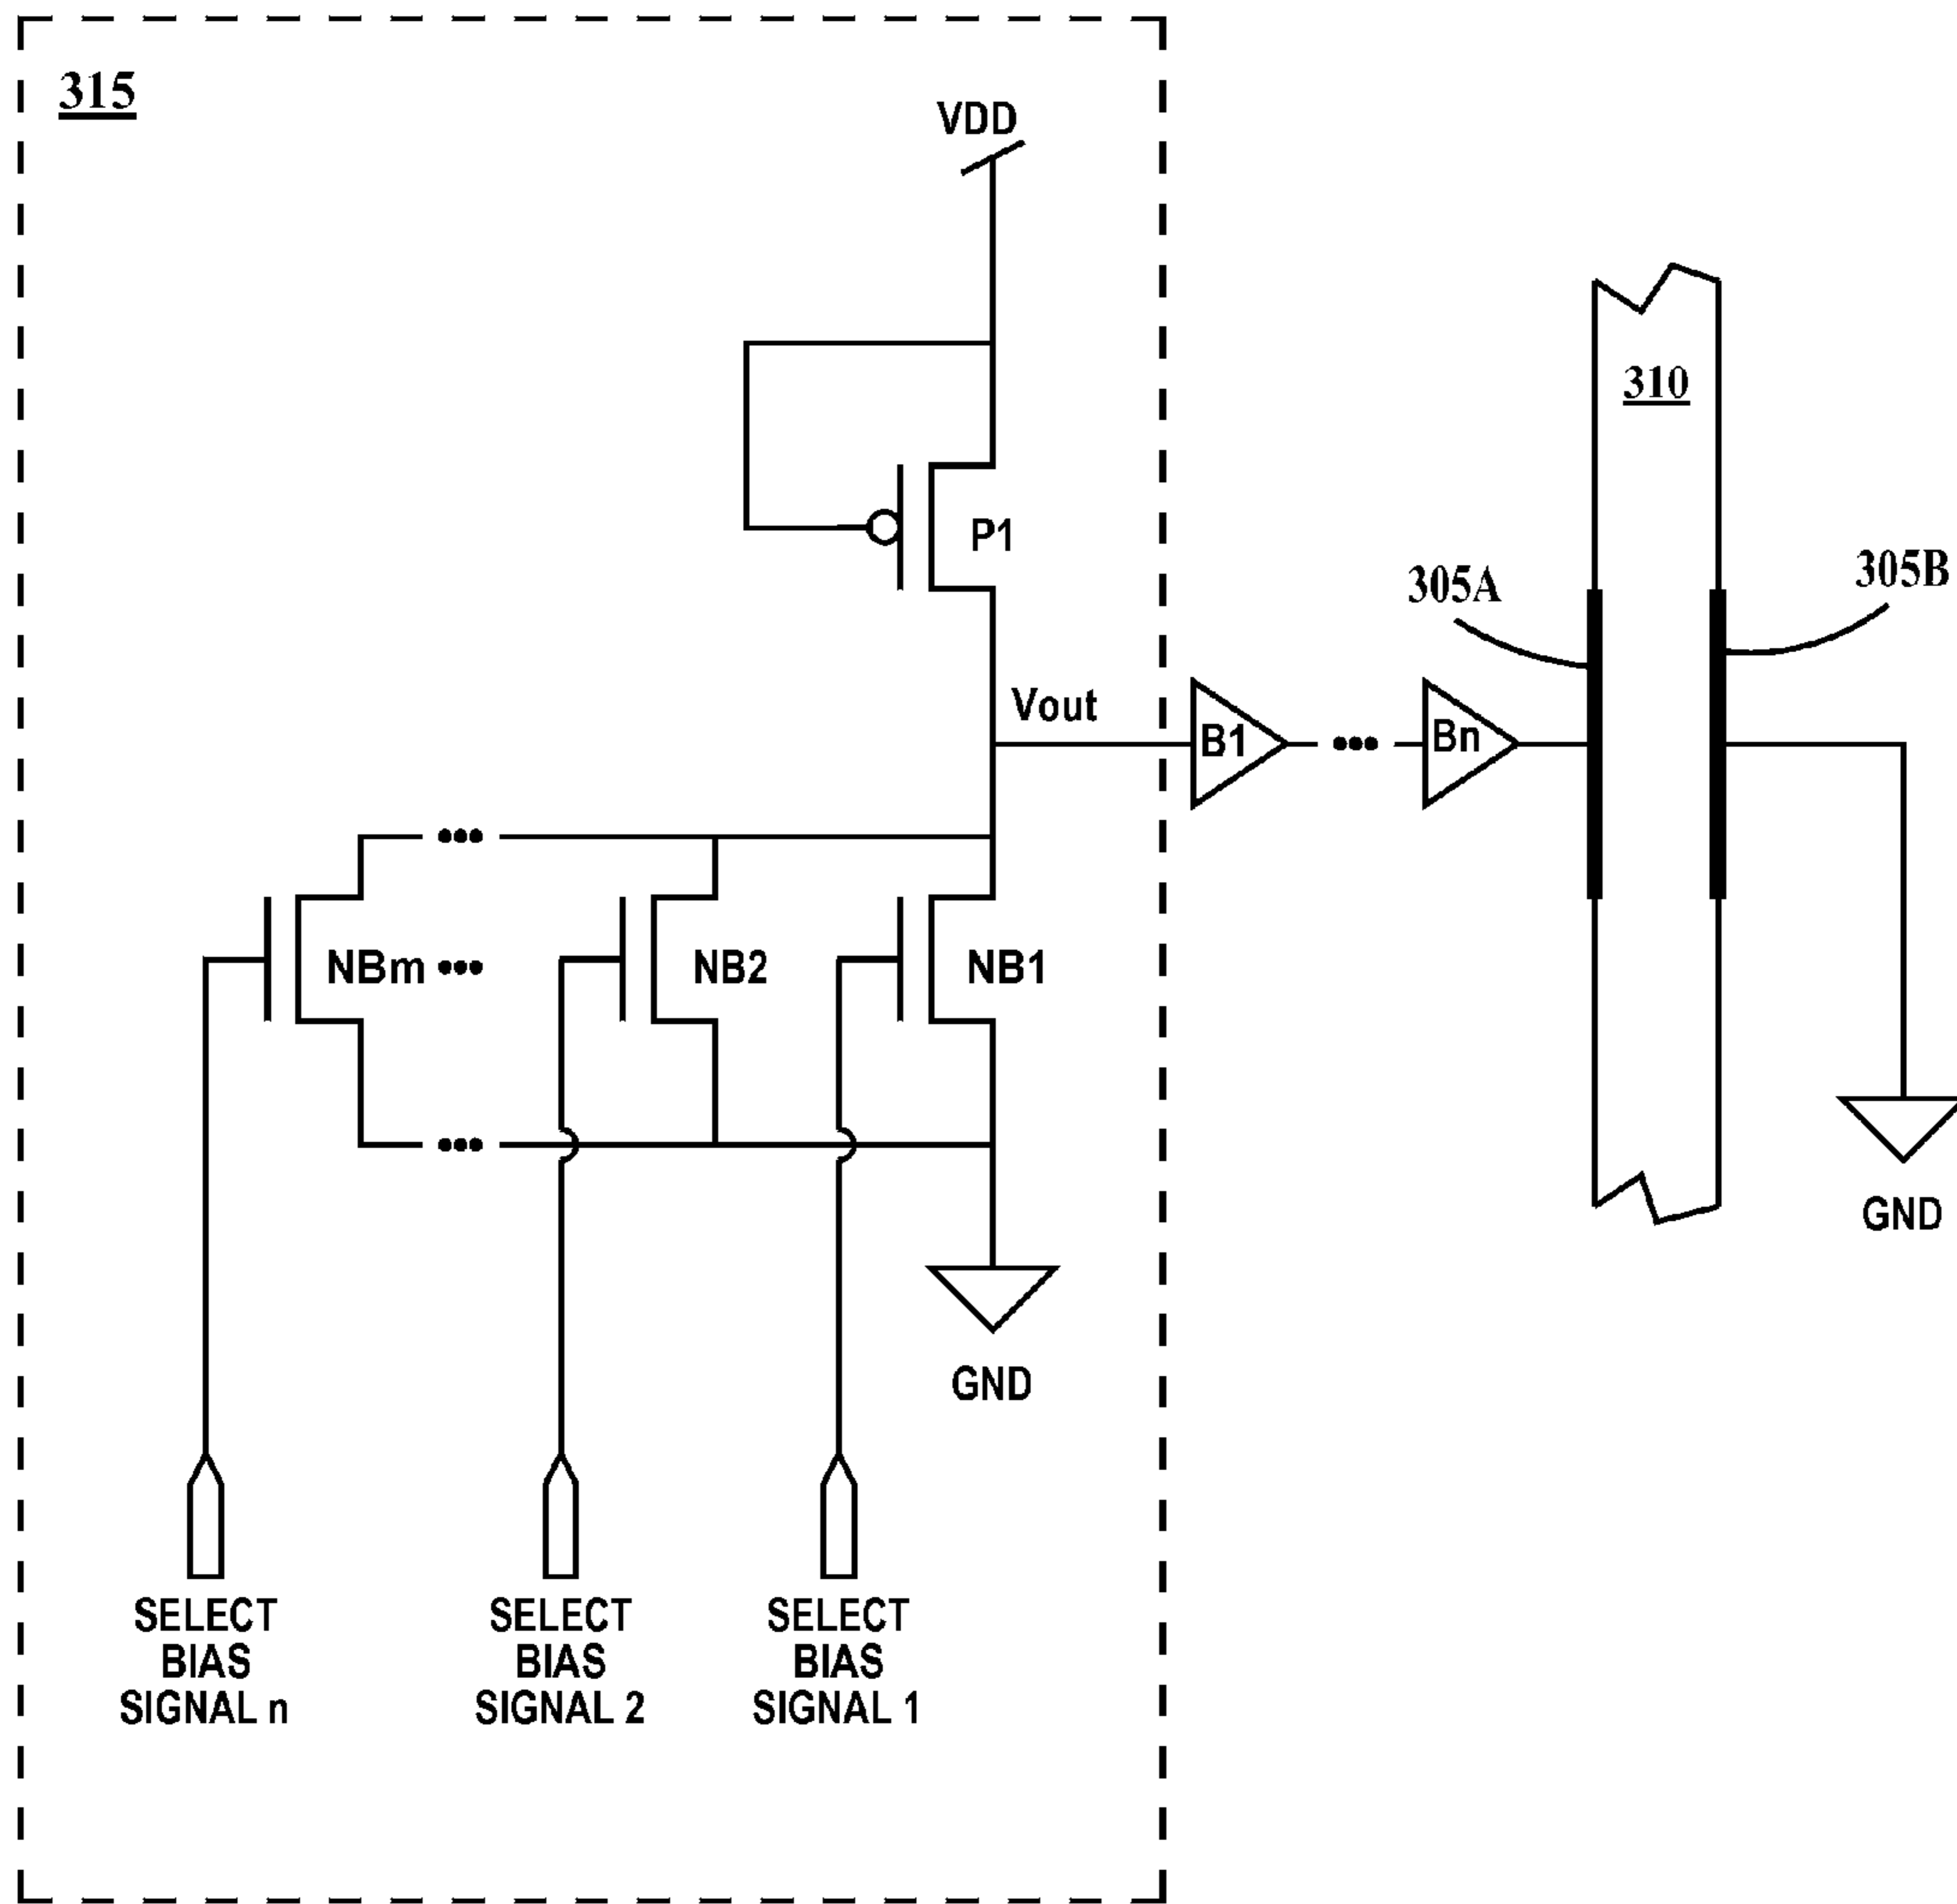 315
VDD
310
P1
305A
305B
Vout
B1
•••
Bn
•••
NBm •••
NB2
NB1
•••
GND
GND
SELECT
BIAS
SIGNAL n
SELECT
BIAS
SIGNAL 2
SELECT
BIAS
SIGNAL 1